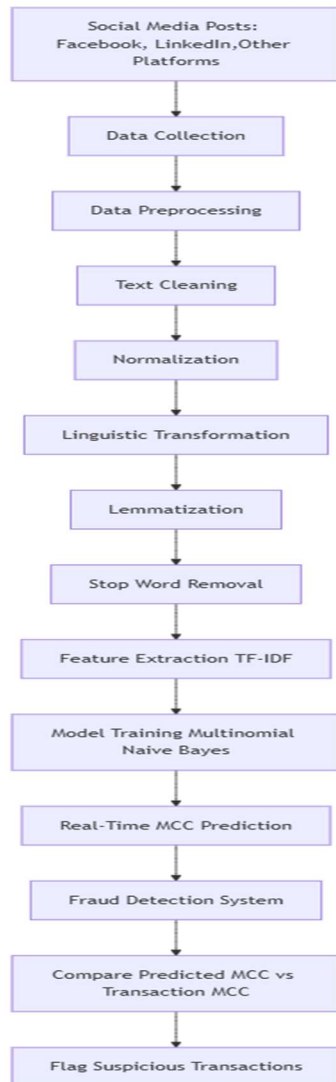 Social Media Posts:
Facebook, LinkedIn,Other
Platforms
Data Collection
Data Preprocessing
Text Cleaning
Normalization
Linguistic Transformation
Lemmatization
Stop Word Removal
Feature Extraction TF-IDF
Model Training Multinomial
Naive Bayes
Real-Time MCC Prediction
Fraud Detection System
Compare Predicted MCC vs
Transaction MCC
Flag Suspicious Transactions